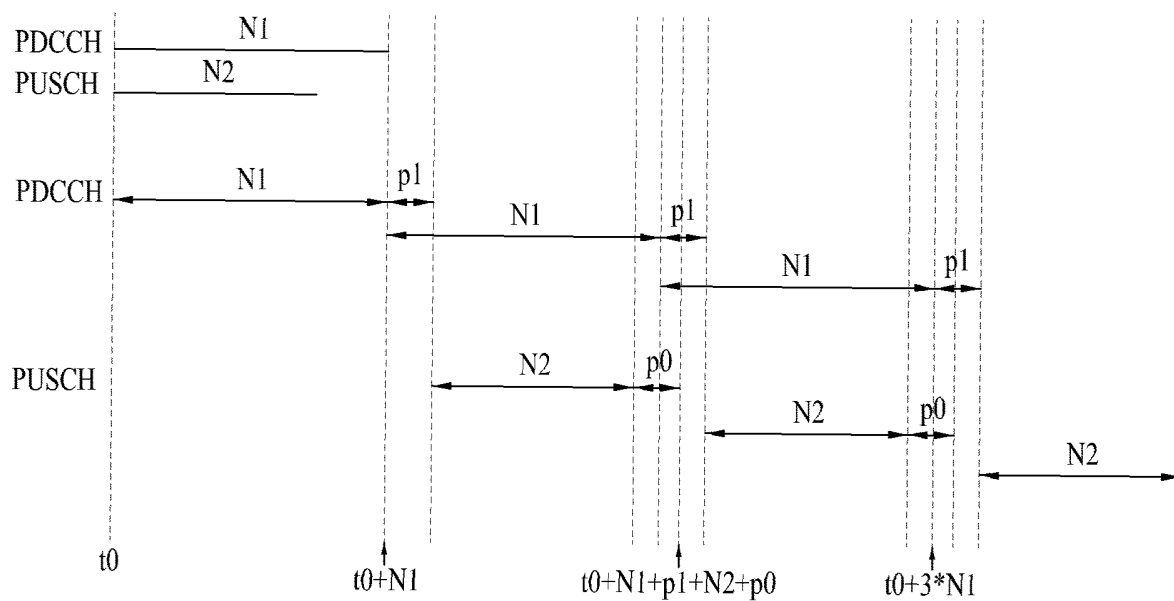 PDCCH N1
PUSCH N2
PDCCH N1 p1
N1 p1
N1 p1
PUSCH N2 p0
N2 p0
N2
t0 t0+N1 t0+N1+p1+N2+p0 t0+3*N1